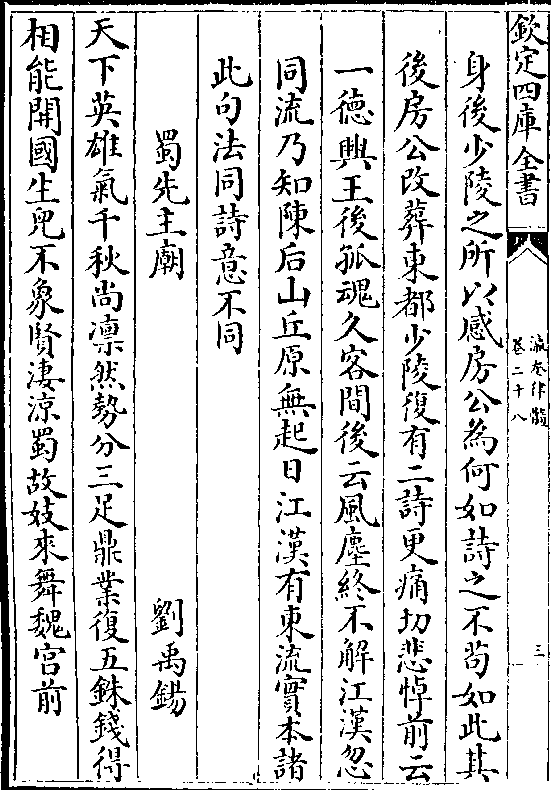 欽定四庫全書
瀛奎律髓
卷二十八
三
身後少陵之所以感房公為何如詩之不苟如此其
後房公改葬東都少陵復有二詩更痛切悲悼前云
一德興王後孤魂久客間後云風塵終不解江漢忽
同流乃知陳后山丘原無起日江漢有東流實本諸
此句法同詩意不同
蜀先主廟 劉禹錫
天下英雄氣千秋尚凛然勢分三足鼎業復五銖錢得
相能開國生兒不象賢淒涼蜀故妓來舞魏宫前